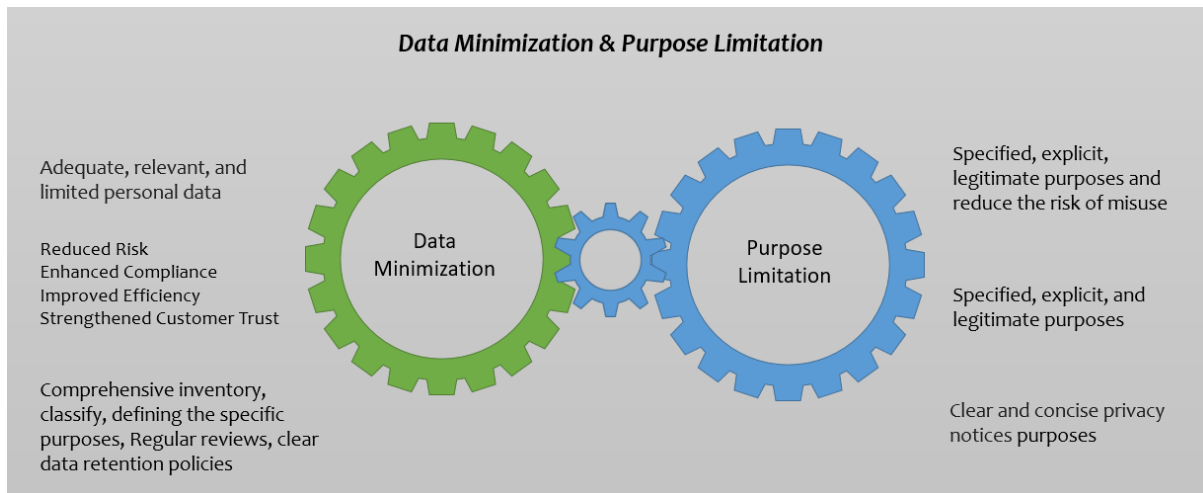 Data Minimization & Purpose Limitation
Adequate, relevant, and
limited personal data
Reduced Risk
Enhanced Compliance
Improved Efficiency
Strengthened Customer Trust
Comprehensive inventory,
classify, defining the specific
purposes, Regular reviews, clear
data retention policies
Data
Minimization
Purpose
Limitation
Specified, explicit,
legitimate purposes and
reduce the risk of misuse
Specified, explicit, and
legitimate purposes
Clear and concise privacy
notices purposes